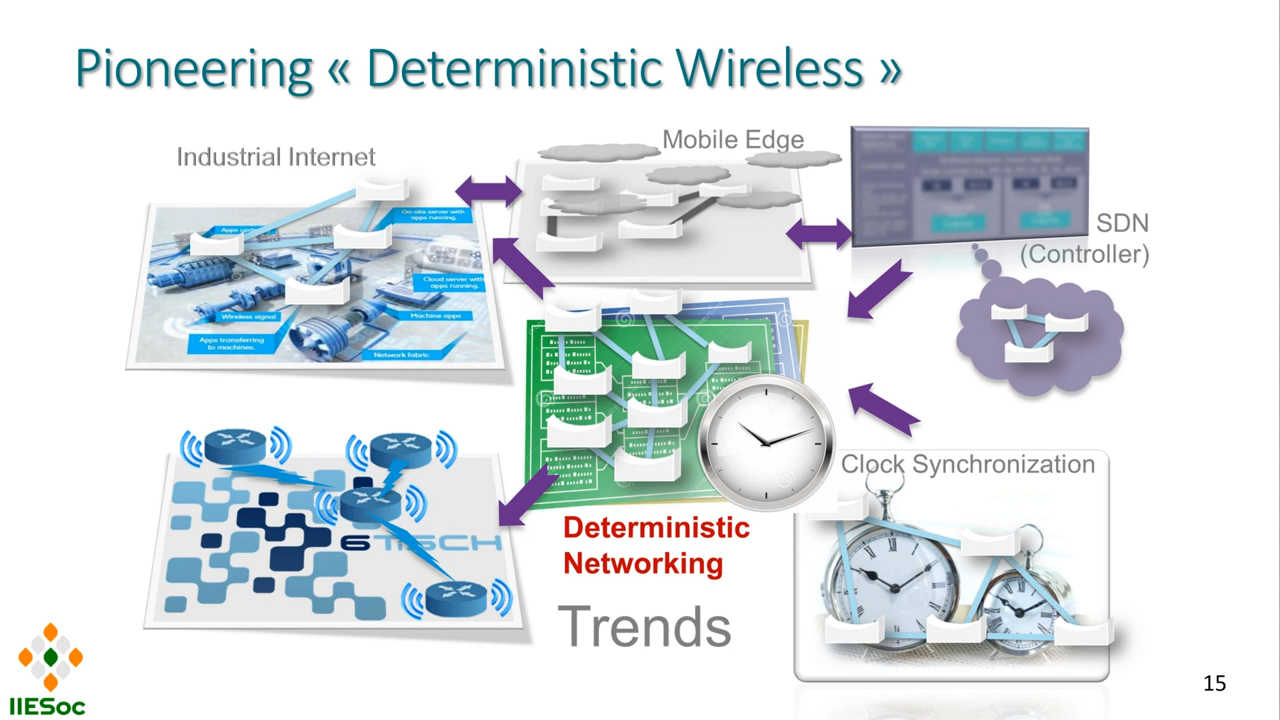 Pioneering « Deterministic Wireless »
Industrial Internet
Mobile Edge
SDN
(Controller)
On-site server with
apps running.
Cloud server with
apps running.
Wireless signal
Machine apps
Apps transferring
to machines.
Network fabric
6TiSCH
Deterministic
Networking
Trends
Clock Synchronization
IIESoc
15